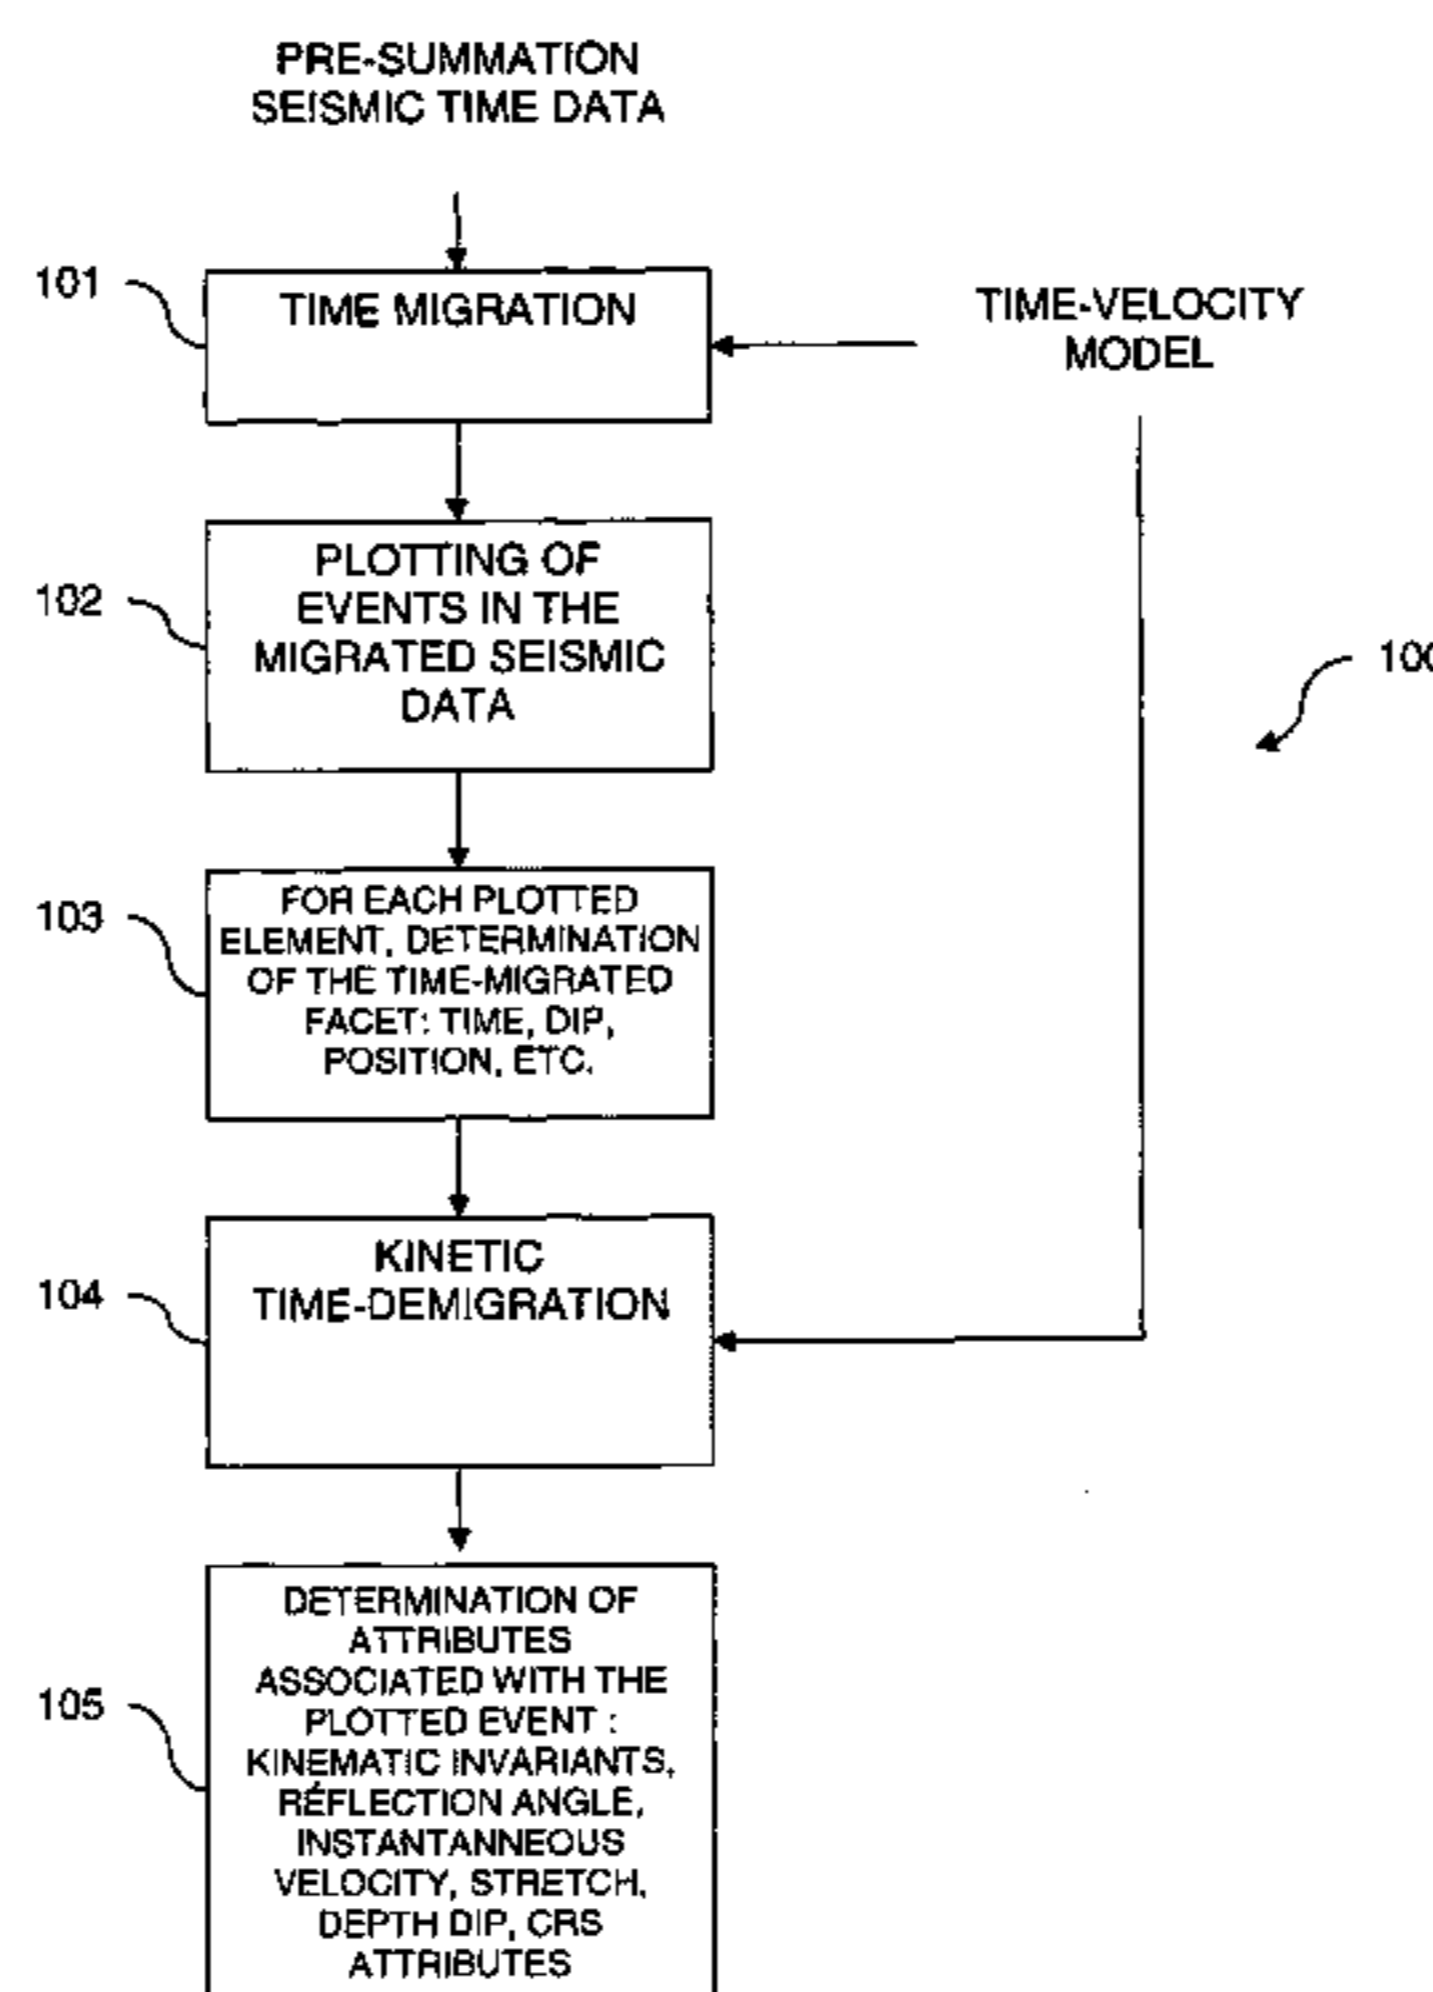 PRE-SUMMATION
SEISMIC TIME DATA
101
TIME MIGRATION
TIME-VELOCITY
MODEL
102
PLOTTING OF
EVENTS IN THE
MIGRATED SEISMIC
DATA
100
103
FOR EACH PLOTTED
ELEMENT, DETERMINATION
OF THE TIME-MIGRATED
FACET: TIME, DIP,
POSITION, ETC.
104
KINETIC
TIME-DEMIGRATION
105
DETERMINATION OF
ATTRIBUTES
ASSOCIATED WITH THE
PLOTTED EVENT :
KINEMATIC INVARIANTS,
RÉFLECTION ANGLE,
INSTANTANNEOUS
VELOCITY, STRETCH,
DEPTH DIP, CRS
ATTRIBUTES